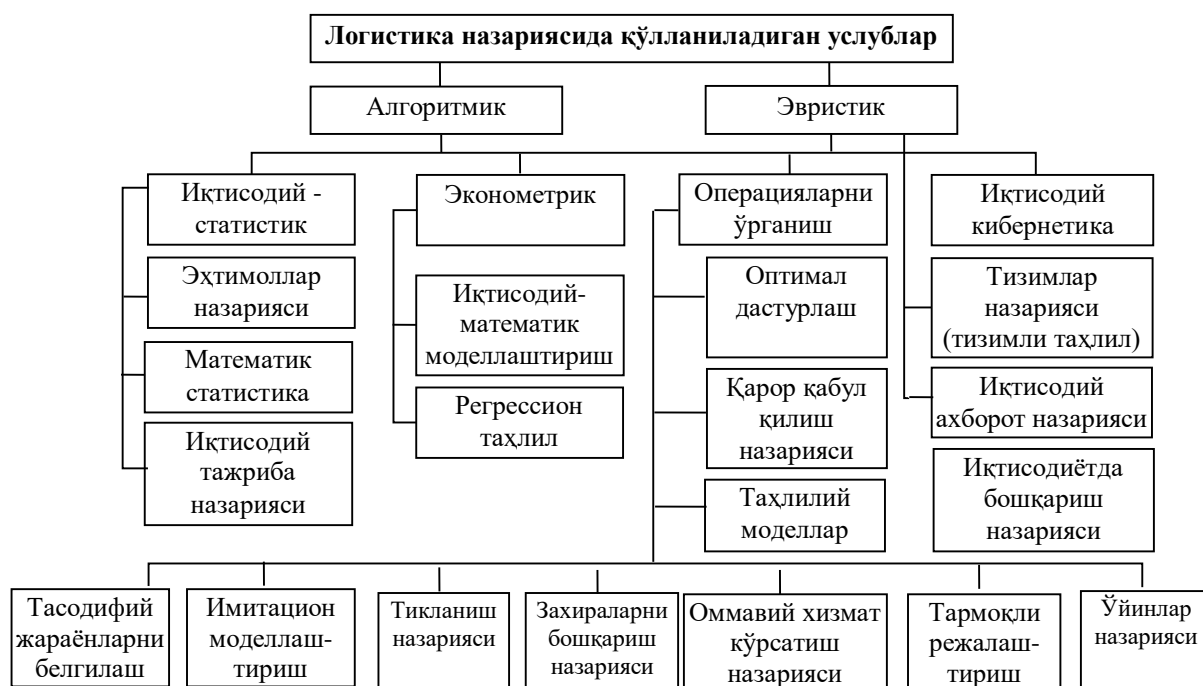 Логистика назариясида қўлланиладиган услублар
Алгоритмик
Эвристик
Иқтисодий -
статистик
Эҳтимоллар
назарияси
Математик
статистика
Иқтисодий
тажриба
назарияси
Эконометрик
Иқтисодий-
математик
моделлаштириш
Регрессион
таҳлил
Операцияларни
ўрганиш
Оптимал
дастурлаш
Қарор қабул
қилиш
назарияси
Таҳлилий
моделлар
Иқтисодий
кибернетика
Тизимлар
назарияси
(тизимли таҳлил)
Иқтисодий
ахборот назарияси
Иқтисодиётда
бошқариш
назарияси
Тасодифий
жараёнларни
белгилаш
Имитацион
моделлаш-
тириш
Тикланиш
назарияси
Захираларни
бошқариш
назарияси
Оммавий хизмат
кўрсатиш
назарияси
Тармоқли
режалаш-
тириш
Ўйинлар
назарияси